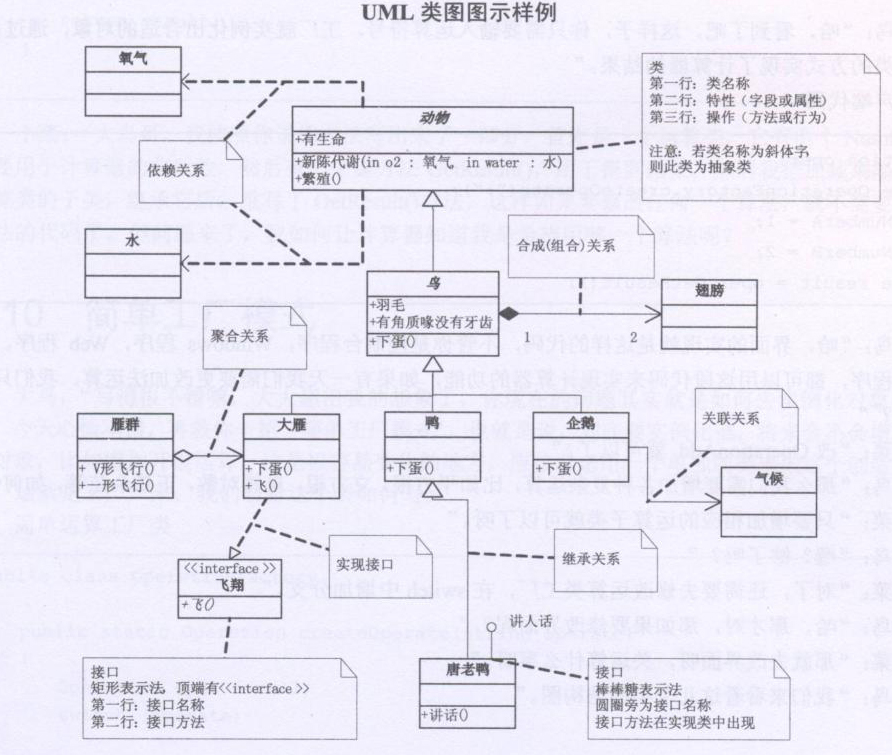 UML 类图图示样例
氧气
动物
+有生命
+新陈代谢(in o2 : 氧气, in water : 水)
+繁殖()
类
第一行: 类名称
第二行: 特性(字段或属性)
第三行: 操作(方法或行为)
注意: 若类名称为斜体字,
则此类为抽象类
依赖关系
水
合成(组合)关系
鸟
+羽毛
+有角质喙没有牙齿
+下蛋()
1
2
翅膀
聚合关系
雁群
+ V形飞行()
+ 一形飞行()
大雁
+下蛋()
+飞()
鸭
+下蛋()
企鹅
+下蛋()
关联关系
气候
<<interface>>
飞翔
+飞()
实现接口
继承关系
讲人话
唐老鸭
+讲话()
接口
矩形表示法, 顶端有<<interface>>
第一行: 接口名称
第二行: 接口方法
接口
棒棒糖表示法
圆圈旁为接口名称
接口方法在实现类中出现